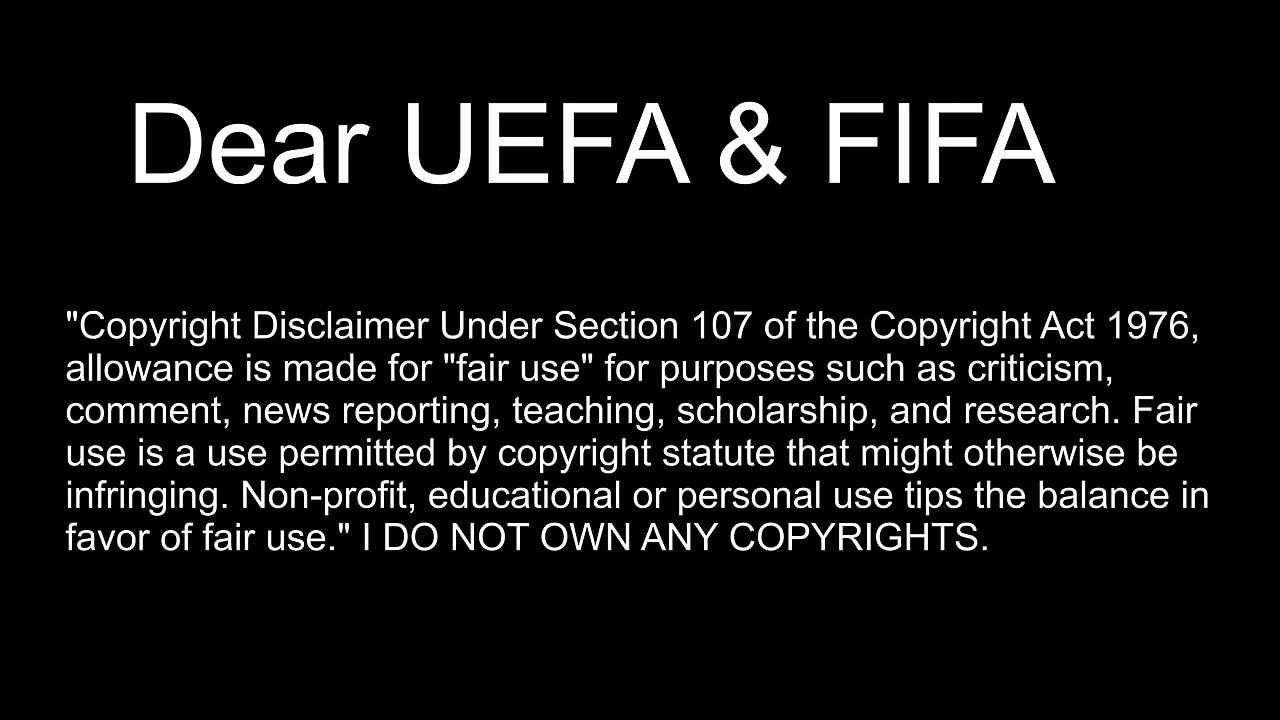 Dear UEFA & FIFA
"Copyright Disclaimer Under Section 107 of the Copyright Act 1976,
allowance is made for "fair use" for purposes such as criticism,
comment, news reporting, teaching, scholarship, and research. Fair
use is a use permitted by copyright statute that might otherwise be
infringing. Non-profit, educational or personal use tips the balance in
favor of fair use." I DO NOT OWN ANY COPYRIGHTS.